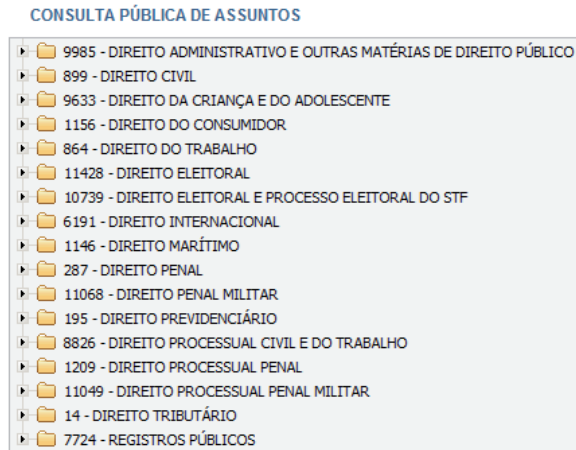 CONSULTA PÚBLICA DE ASSUNTOS
9985 - DIREITO ADMINISTRATIVO E OUTRAS MATÉRIAS DE DIREITO PÚBLICO
899 - DIREITO CIVIL
9633 - DIREITO DA CRIANÇA E DO ADOLESCENTE
1156 - DIREITO DO CONSUMIDOR
864 - DIREITO DO TRABALHO
11428 - DIREITO ELEITORAL
10739 - DIREITO ELEITORAL E PROCESSO ELEITORAL DO STF
6191 - DIREITO INTERNACIONAL
1146 - DIREITO MARÍTIMO
287 - DIREITO PENAL
11068 - DIREITO PENAL MILITAR
195 - DIREITO PREVIDENCIÁRIO
8826 - DIREITO PROCESSUAL CIVIL E DO TRABALHO
1209 - DIREITO PROCESSUAL PENAL
11049 - DIREITO PROCESSUAL PENAL MILITAR
14 - DIREITO TRIBUTÁRIO
7724 - REGISTROS PÚBLICOS